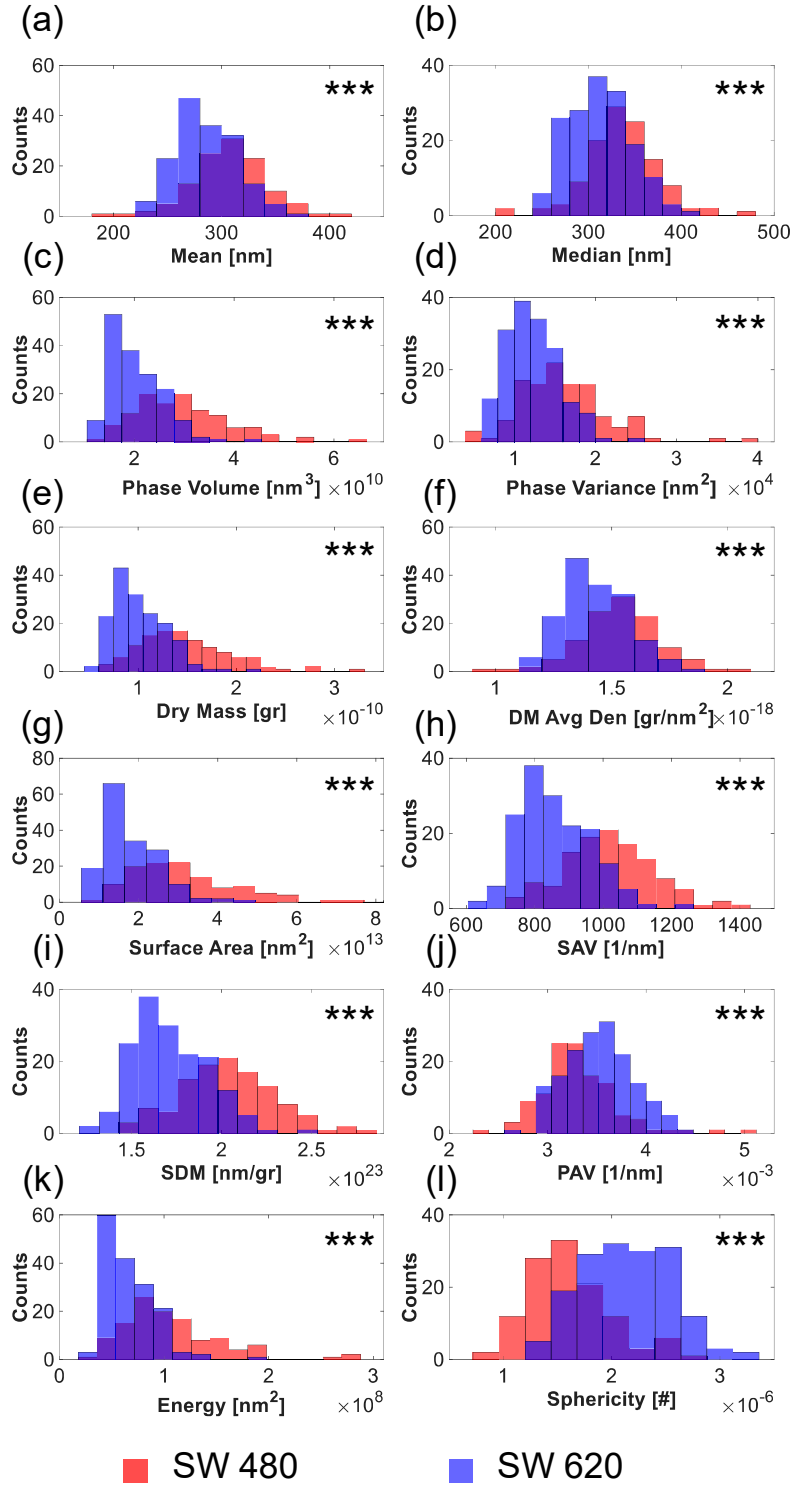 (a)
60
40
20
0
Counts
200
300
400
Mean [nm]
***
(b)
40
20
0
Counts
200
300
400
500
Median [nm]
***
(c)
60
40
20
0
Counts
2
4
6
Phase Volume [nm³] ×10¹⁰
***
(d)
40
20
0
Counts
1
2
3
4
Phase Variance [nm²] ×10⁴
***
(e)
60
40
20
0
Counts
1
2
3
Dry Mass [gr] ×10⁻¹⁰
***
(f)
60
40
20
0
Counts
1
1.5
2
DM Avg Den [gr/nm²]×10⁻¹⁸
***
(g)
80
60
40
20
0
Counts
0
2
4
6
8
Surface Area [nm²] ×10¹³
***
(h)
40
20
0
Counts
600
800
1000
1200
1400
SAV [1/nm]
***
(i)
40
20
0
Counts
1.5
2
2.5
SDM [nm/gr] ×10²³
***
(j)
40
20
0
Counts
2
3
4
5
PAV [1/nm] ×10⁻³
***
(k)
60
40
20
0
Counts
0
1
2
3
Energy [nm²] ×10⁸
***
(l)
40
20
0
Counts
1
2
3
Sphericity [#] ×10⁻⁶
***
SW 480
SW 620